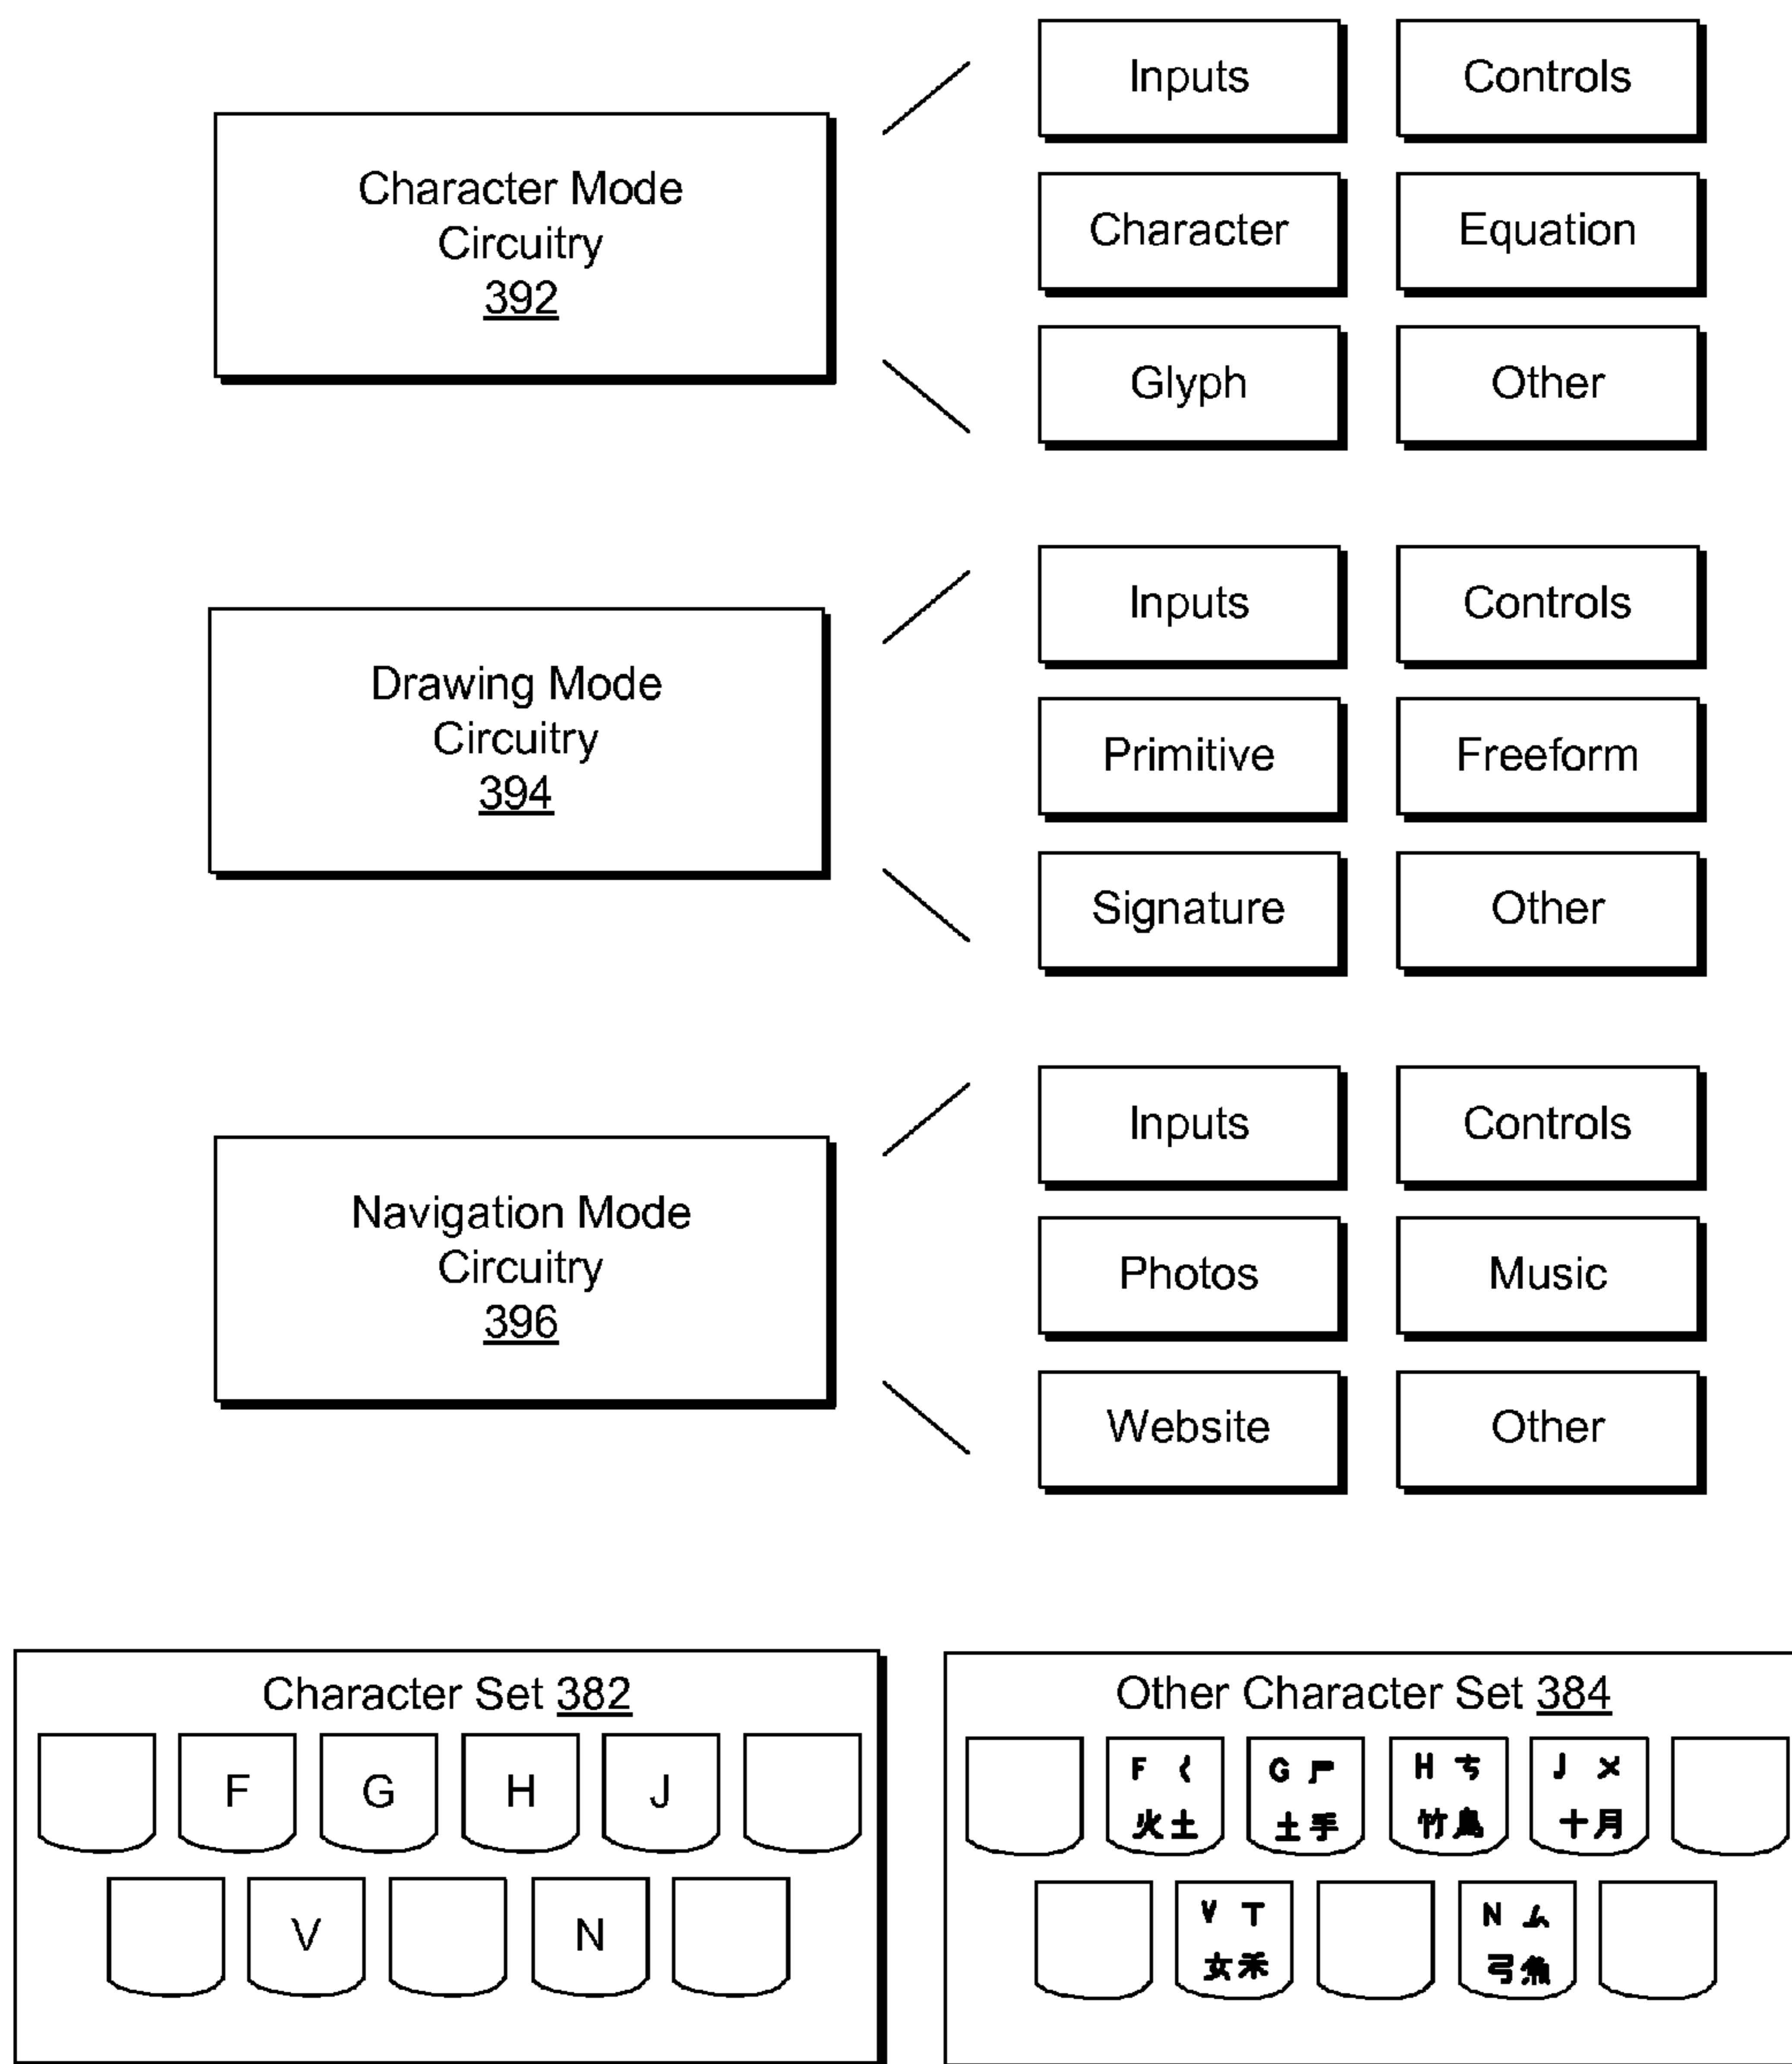 Character Mode
Circuitry
392
Inputs
Controls
Character
Equation
Glyph
Other
Drawing Mode
Circuitry
394
Inputs
Controls
Primitive
Freeform
Signature
Other
Navigation Mode
Circuitry
396
Inputs
Controls
Photos
Music
Website
Other
Character Set 382
F
G
H
J
V
N
Other Character Set 384
F ㄑ
火土
G ㄕ
土手
H ㄘ
竹鳥
J ㄨ
十月
V ㄒ
女禾
N ㄙ
弓魚